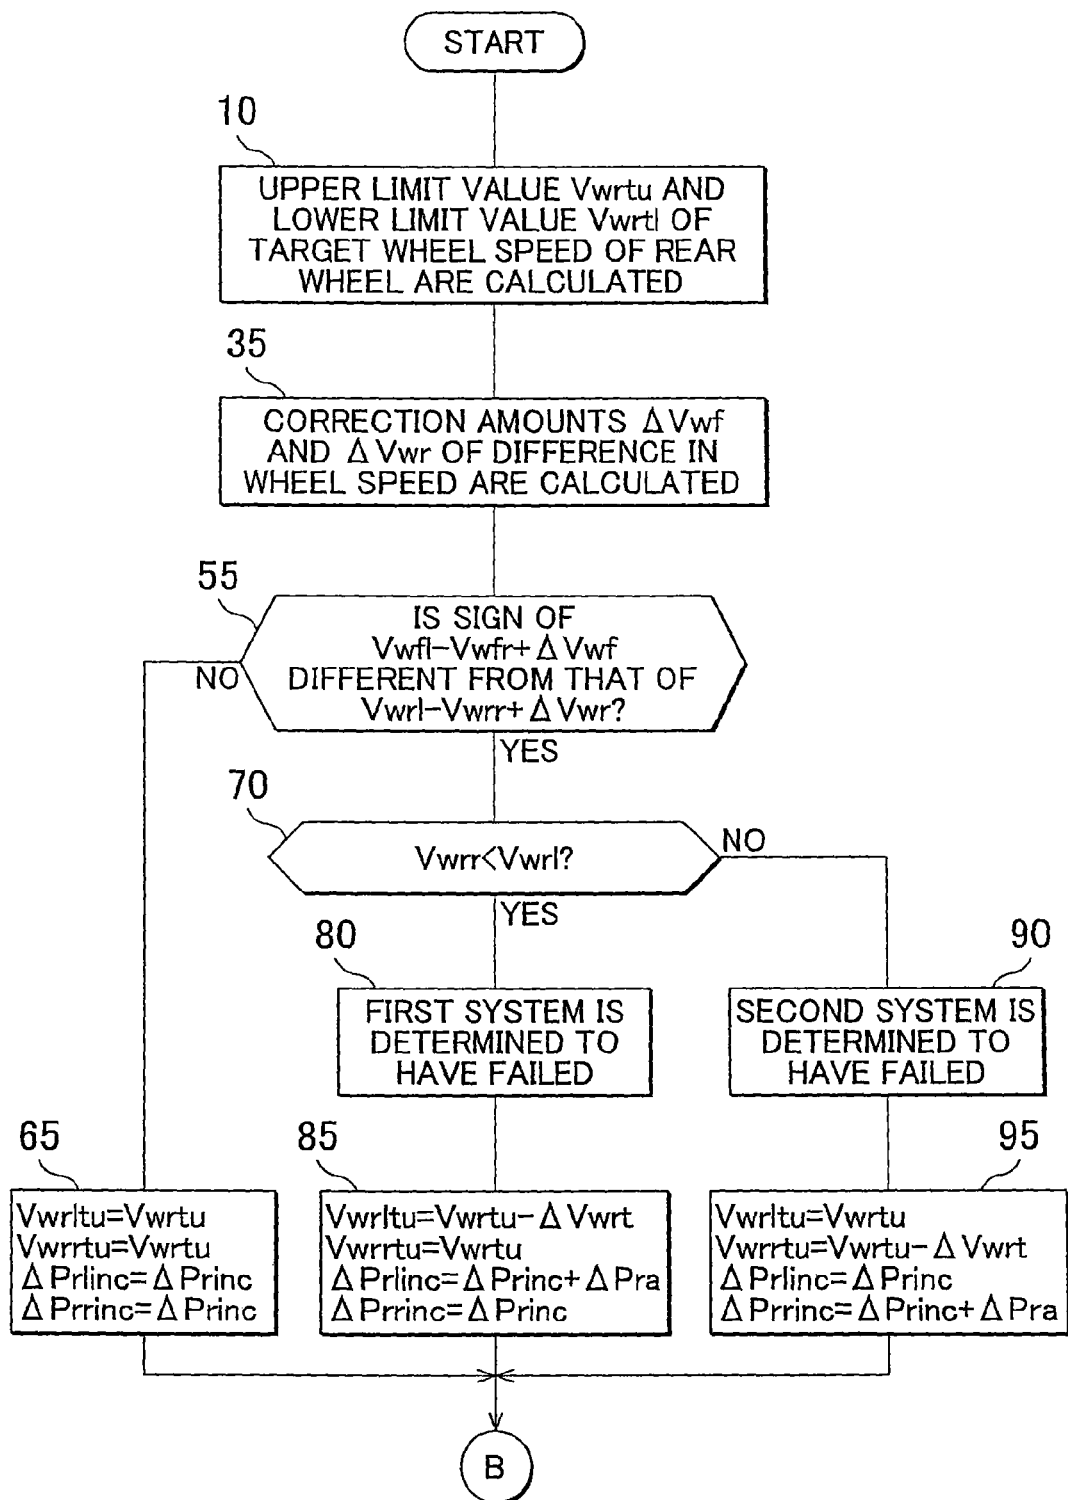 START
10
UPPER LIMIT VALUE Vwrtu AND
LOWER LIMIT VALUE Vwrtl OF
TARGET WHEEL SPEED OF REAR
WHEEL ARE CALCULATED
35
CORRECTION AMOUNTS ΔVwf
AND ΔVwr OF DIFFERENCE IN
WHEEL SPEED ARE CALCULATED
55
IS SIGN OF
Vwfl-Vwfr+ΔVwf
DIFFERENT FROM THAT OF
Vwrl-Vwrr+ΔVwr?
NO
YES
70
Vwrr<Vwrl?
NO
YES
80
FIRST SYSTEM IS
DETERMINED TO
HAVE FAILED
90
SECOND SYSTEM IS
DETERMINED TO
HAVE FAILED
65
Vwrltu=Vwrtu
Vwrrtu=Vwrtu
ΔPrlinc=ΔPrinc
ΔPrrinc=ΔPrinc
85
Vwrltu=Vwrtu-ΔVwrt
Vwrrtu=Vwrtu
ΔPrlinc=ΔPrinc+ΔPra
ΔPrrinc=ΔPrinc
95
Vwrltu=Vwrtu
Vwrrtu=Vwrtu-ΔVwrt
ΔPrlinc=ΔPrinc
ΔPrrinc=ΔPrinc+ΔPra
B